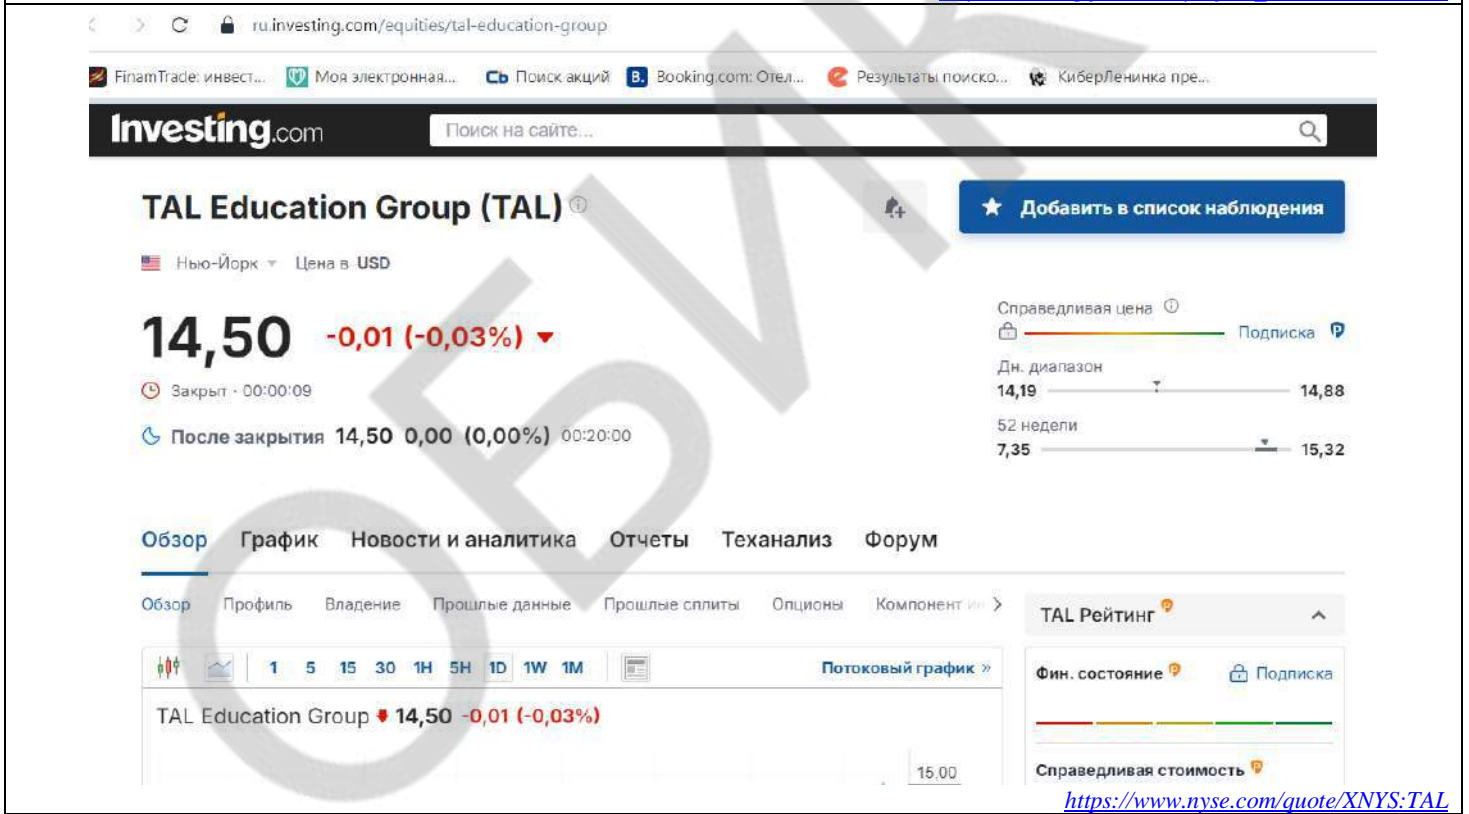 ru.investing.com/equities/tal-education-group
FinamTrade: инвест... Моя электронная... Сь Поиск акций B. Booking.com: Отел... Результаты поиско... КиберЛенинка пре...
Investing.com Поиск на сайте...
TAL Education Group (TAL)
Добавить в список наблюдения
Нью-Йорк Цена в USD
14,50 -0,01 (-0,03%)
Закрыт · 00:00:09
После закрытия 14,50 0,00 (0,00%) 00:20:00
Справедливая цена
Подписка
Дн. диапазон
14,19 14,88
52 недели
7,35 15,32
Обзор График Новости и аналитика Отчеты Теханализ Форум
Обзор Профиль Владение Прошлые данные Прошлые сплиты Опционы Компонент
1 5 15 30 1H 5H 1D 1W 1M Потоковый график »
TAL Education Group 14,50 -0,01 (-0,03%)
15.00
TAL Рейтинг
Фин. состояние Подписка
Справедливая стоимость
https://www.nyse.com/quote/XNYS:TAL
ОБИК